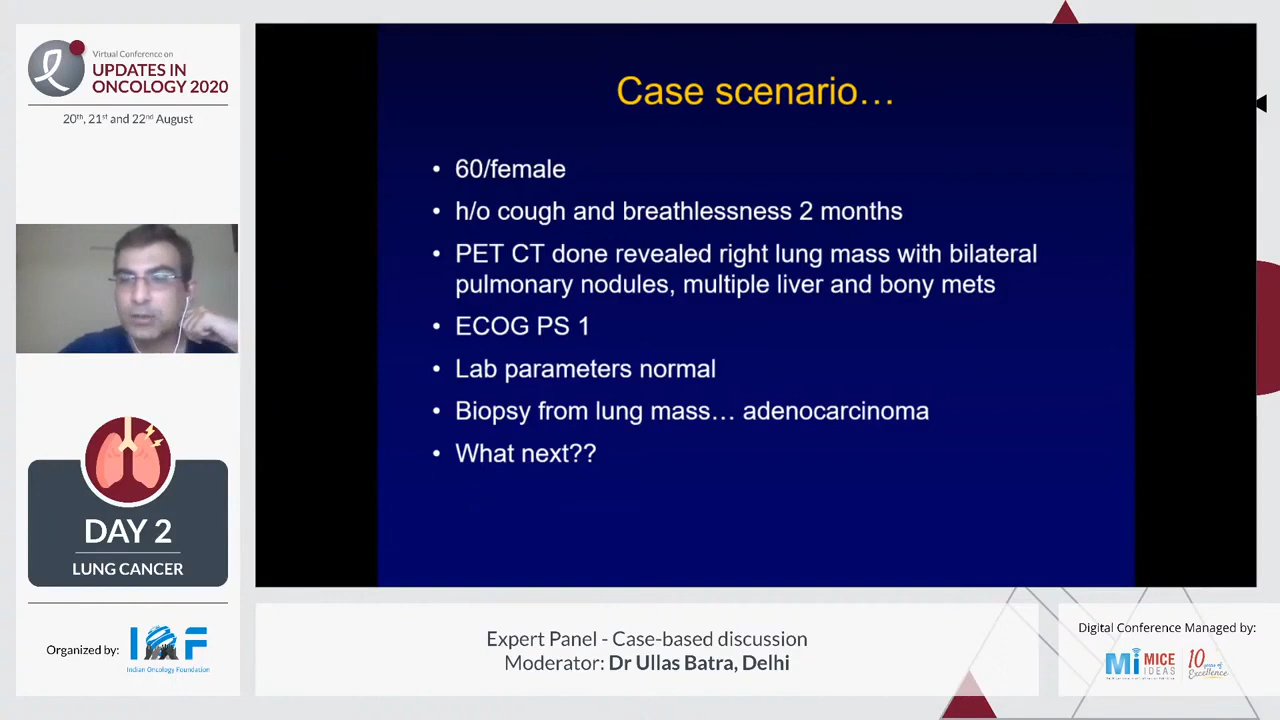 Virtual Conference on
UPDATES IN
ONCOLOGY 2020
20th, 21st and 22nd August
DAY 2
LUNG CANCER
Organized by:
IOF
Indian Oncology Foundation
Case scenario…
• 60/female
• h/o cough and breathlessness 2 months
• PET CT done revealed right lung mass with bilateral
pulmonary nodules, multiple liver and bony mets
• ECOG PS 1
• Lab parameters normal
• Biopsy from lung mass… adenocarcinoma
• What next??
Expert Panel - Case-based discussion
Moderator: Dr Ullas Batra, Delhi
Digital Conference Managed by:
Mi MICE
IDEAS
10 years of
Excellence